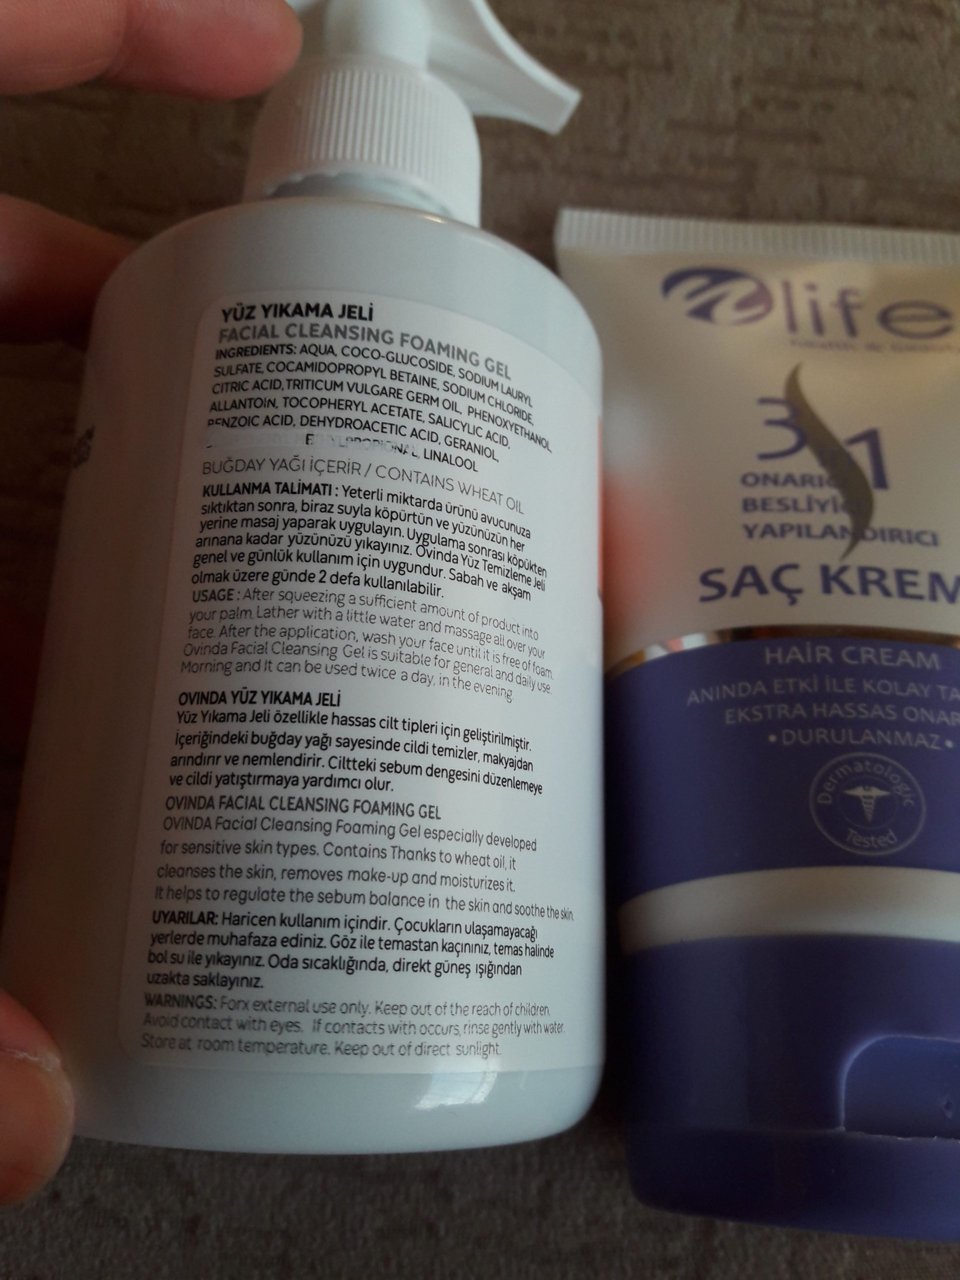 YÜZ YIKAMA JELİ
FACIAL CLEANSING FOAMING GEL
INGREDIENTS: AQUA, COCO-GLUCOSIDE, SODIUM LAURYL
SULFATE, COCAMIDOPROPYL BETAINE, SODIUM CHLORIDE,
CITRIC ACID, TRITICUM VULGARE GERM OIL, PHENOXYETHANOL,
ALLANTOIN, TOCOPHERYL ACETATE, SALICYLIC ACID,
BENZOIC ACID, DEHYDROACETIC ACID, GERANIOL,
LINALOOL
BUĞDAY YAĞI İÇERİR / CONTAINS WHEAT OIL
KULLANMA TALİMATI : Yeterli miktarda ürünü avucunuza
sıktıktan sonra, biraz suyla köpürtün ve yüzünüzün her
yerine masaj yaparak uygulayın. Uygulama sonrası köpükten
arınana kadar yüzünüzü yıkayınız. Ovinda Yüz Temizleme Jeli
genel ve günlük kullanım için uygundur. Sabah ve akşam
olmak üzere günde 2 defa kullanılabilir.
USAGE : After squeezing a sufficient amount of product into
your palm. Lather with a little water and massage all over your
face. After the application, wash your face until it is free of foam.
Ovinda Facial Cleansing Gel is suitable for general and daily use.
Morning and It can be used twice a day, in the evening.
OVINDA YÜZ YIKAMA JELİ
Yüz Yıkama Jeli özellikle hassas cilt tipleri için geliştirilmiştir.
İçeriğindeki buğday yağı sayesinde cildi temizler, makyajdan
arındırır ve nemlendirir. Ciltteki sebum dengesini düzenlemeye
ve cildi yatıştırmaya yardımcı olur.
OVINDA FACIAL CLEANSING FOAMING GEL
OVINDA Facial Cleansing Foaming Gel especially developed
for sensitive skin types. Contains Thanks to wheat oil, it
cleanses the skin, removes make-up and moisturizes it.
It helps to regulate the sebum balance in the skin and soothe the skin.
UYARILAR: Haricen kullanım içindir. Çocukların ulaşamayacağı
yerlerde muhafaza ediniz. Göz ile temastan kaçınınız, temas halinde
bol su ile yıkayınız. Oda sıcaklığında, direkt güneş ışığından
uzakta saklayınız.
WARNINGS: Forx external use only. Keep out of the reach of children.
Avoid contact with eyes. If contacts with occurs, rinse gently with water.
Store at room temperature. Keep out of direct sunlight.
life
3 1
ONARICI
BESLİYİCİ
YAPILANDIRICI
SAÇ KREM
HAİR CREAM
ANINDA ETKİ İLE KOLAY TA
EKSTRA HASSAS ONAR
•DURULANMAZ•
Dermatologic
Tested